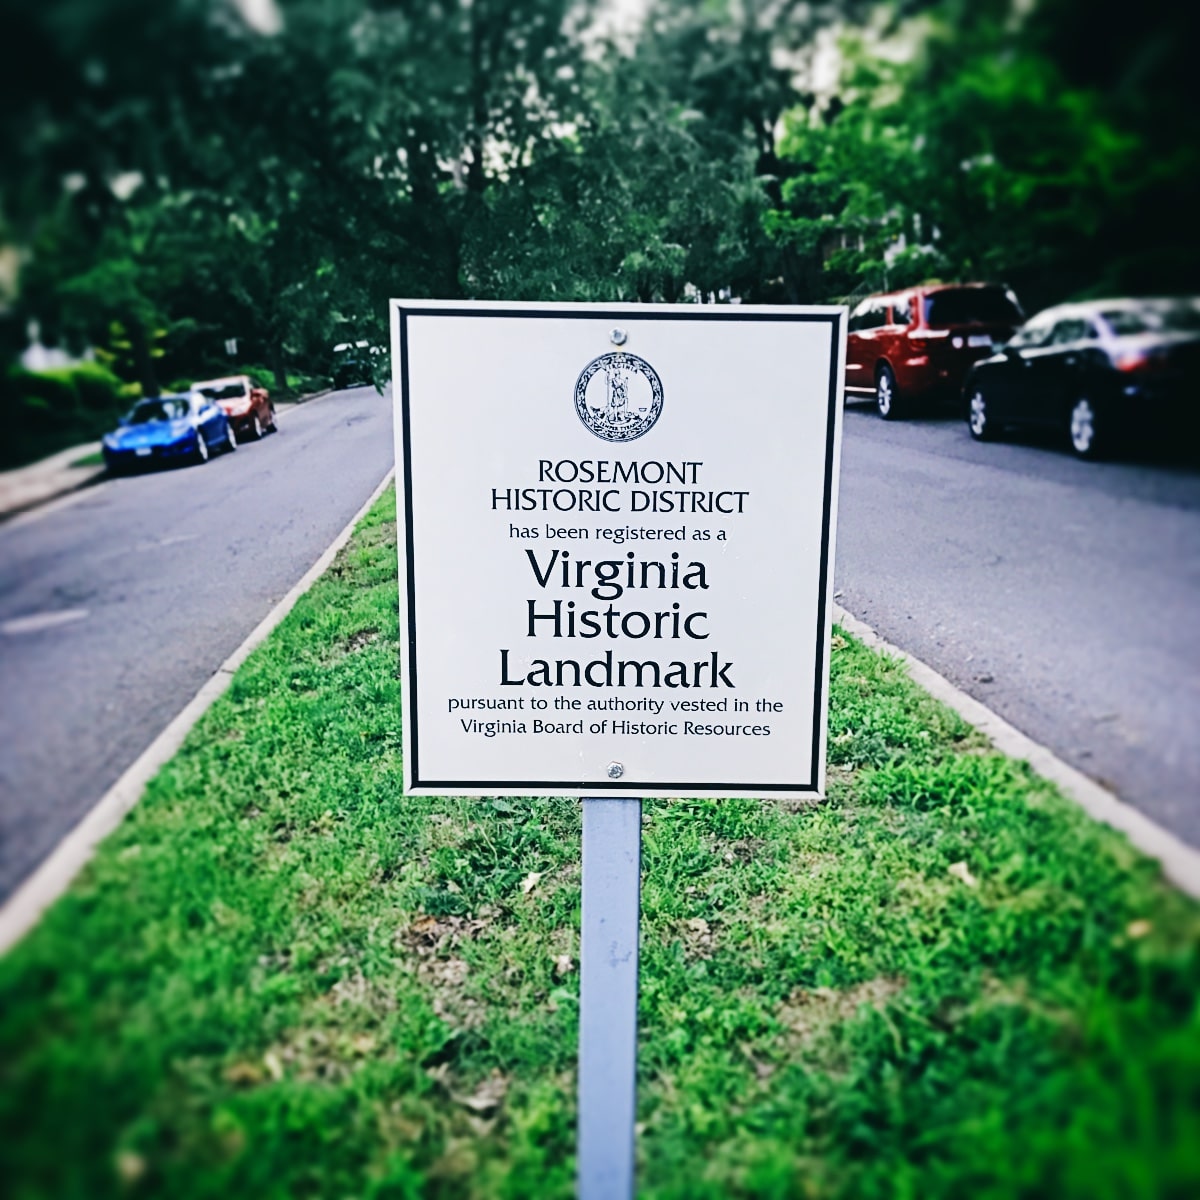 VIRGINIA
ROSEMONT
HISTORIC DISTRICT
has been registered as a
Virginia
Historic
Landmark
pursuant to the authority vested in the
Virginia Board of Historic Resources